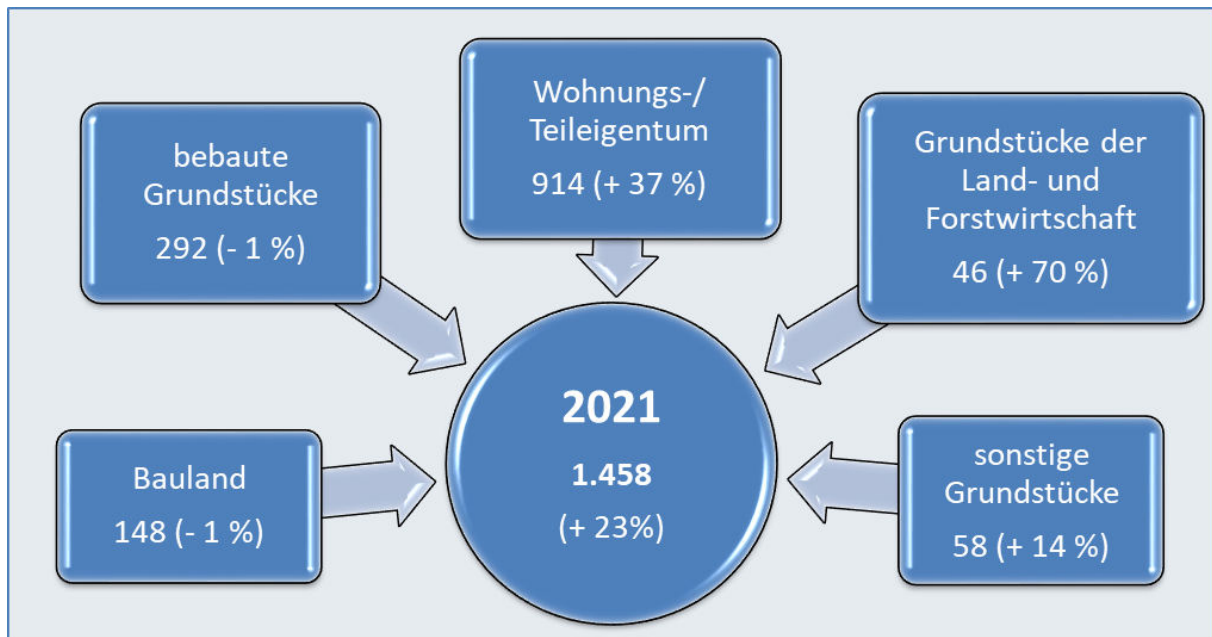 Wohnungs-/
Teileigentum
914 (+ 37 %)
bebaute
Grundstücke
292 (- 1 %)
Grundstücke der
Land- und
Forstwirtschaft
46 (+ 70 %)
2021
1.458
(+ 23%)
Bauland
148 (- 1 %)
sonstige
Grundstücke
58 (+ 14 %)